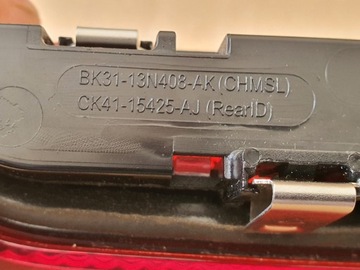 BK31-13N408-AK(CHMSL)
CK41-15425-AJ (RearID)